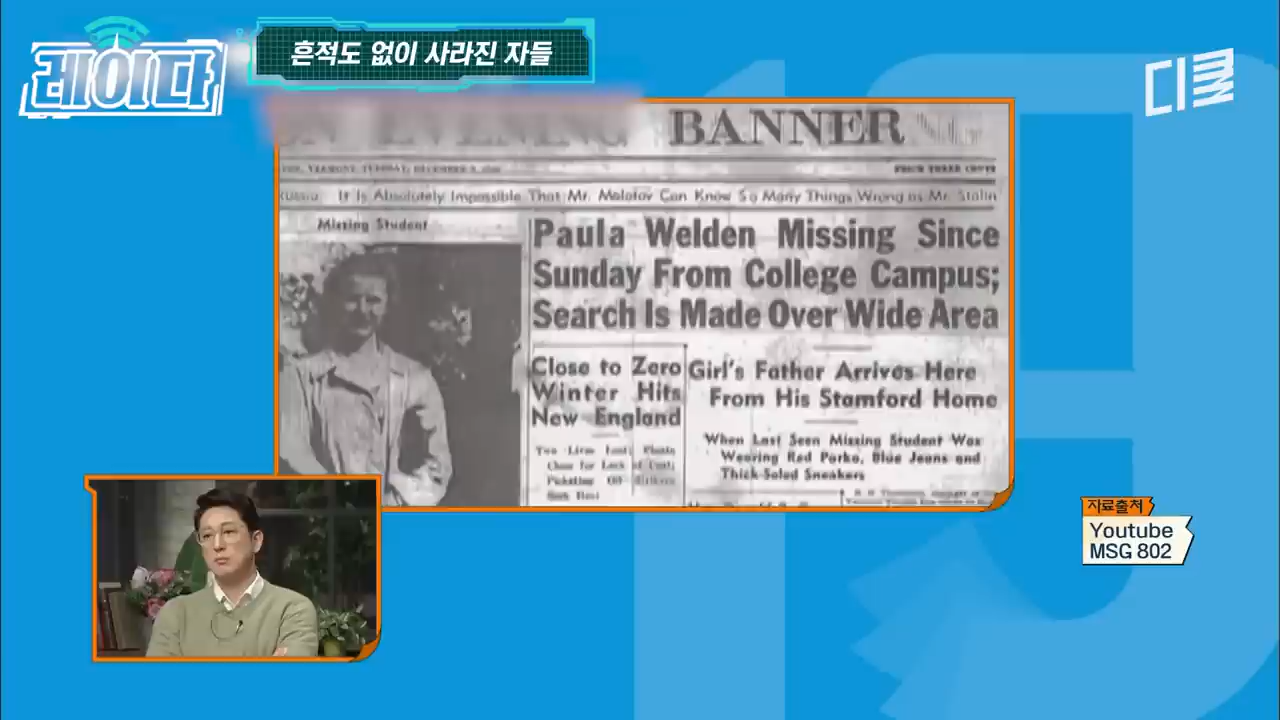 레이다
흔적도 없이 사라진 자들
디클
EVENING BANNER
It Is Absolutely Impossible That Mr. Molotov Can Know So Many Things Wrong as Mr. Stalin
Missing Student
Paula Welden Missing Since
Sunday From College Campus;
Search Is Made Over Wide Area
Close to Zero
Winter Hits
New England
Girl's Father Arrives Here
From His Stamford Home
When Last Seen Missing Student Was
Wearing Red Parka, Blue Jeans and
Thick-Soled Sneakers
자료출처
Youtube
MSG 802